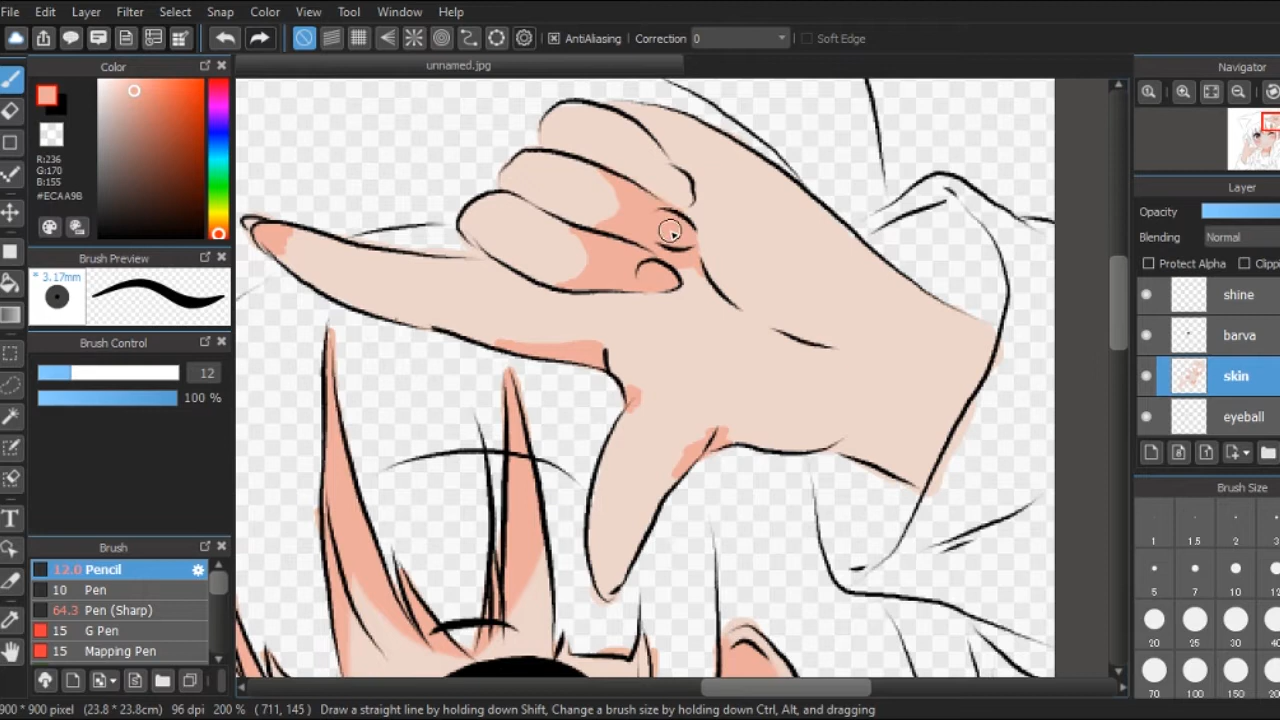 File Edit Layer Filter Select Snap Color View Tool Window Help
AntiAliasing Correction 0 Soft Edge
Color
unnamed.jpg
Navigator
R:236
G:170
B:155
#ECAA9B
Brush Preview
* 3.17mm
Brush Control
12
100 %
Brush
12.0 Pencil
10 Pen
64.3 Pen (Sharp)
15 G Pen
15 Mapping Pen
Layer
Opacity
Blending Normal
Protect Alpha Clippi
shine
barva
skin
eyeball
Brush Size
1 1.5 2 3
5 7 10
20 25 30
70 100 150
900 * 900 pixel (23.8 * 23.8cm) 96 dpi 200 % ( 711, 145 ) Draw a straight line by holding down Shift, Change a brush size by holding down Ctrl, Alt, and dragging